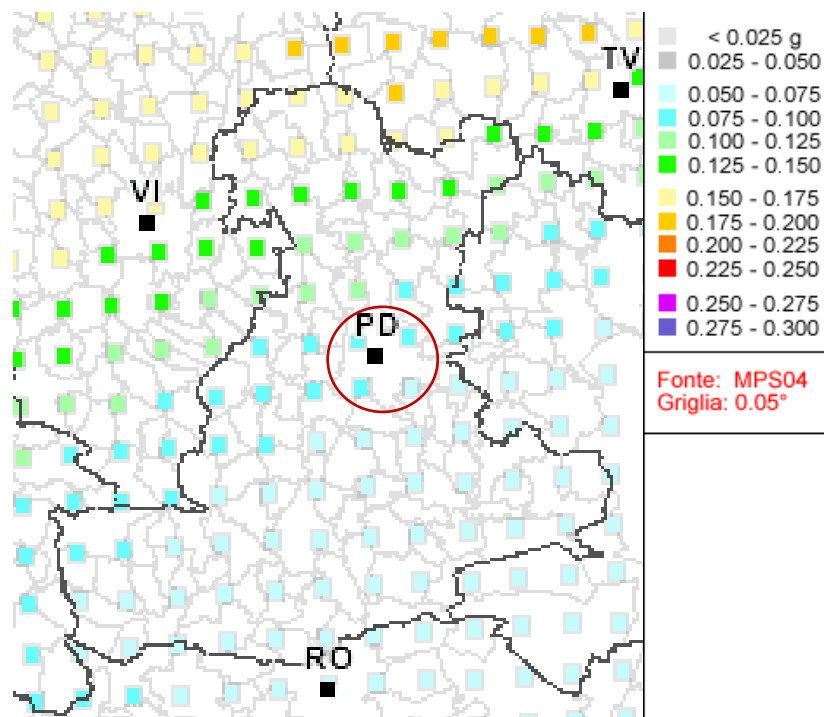 TV
VI
PD
RO
< 0.025 g
0.025 - 0.050
0.050 - 0.075
0.075 - 0.100
0.100 - 0.125
0.125 - 0.150
0.150 - 0.175
0.175 - 0.200
0.200 - 0.225
0.225 - 0.250
0.250 - 0.275
0.275 - 0.300
Fonte: MPS04
Griglia: 0.05°